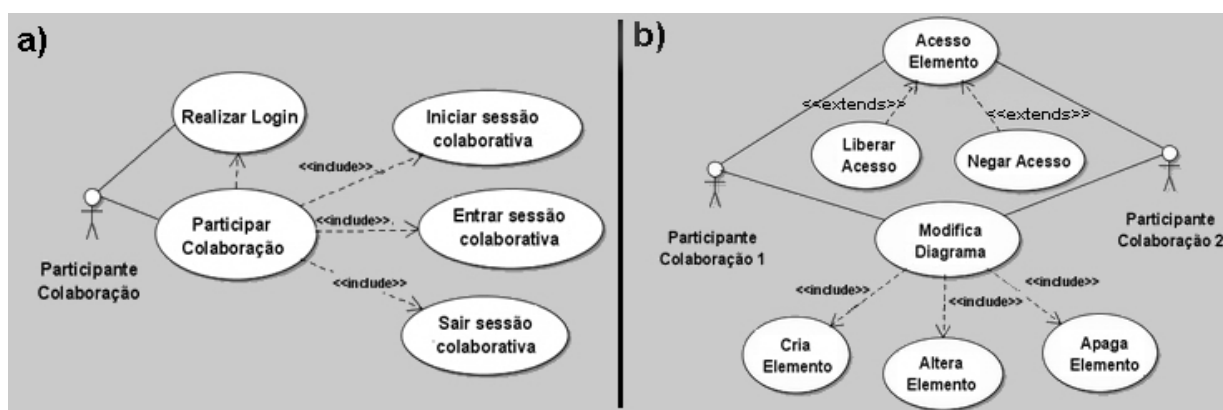 a)
Realizar Login
Iniciar sessão
colaborativa
<<include>>
Participar
Colaboração
<<include>>
Entrar sessão
colaborativa
Participante
Colaboração
<<include>>
Sair sessão
colaborativa
b)
Acesso
Elemento
<<extends>>
<<extends>>
Liberar
Acesso
Negar Acesso
Participante
Colaboração 1
Modifica
Diagrama
Participante
Colaboração 2
<<include>>
<<include>>
<<include>>
Cria
Elemento
Altera
Elemento
Apaga
Elemento